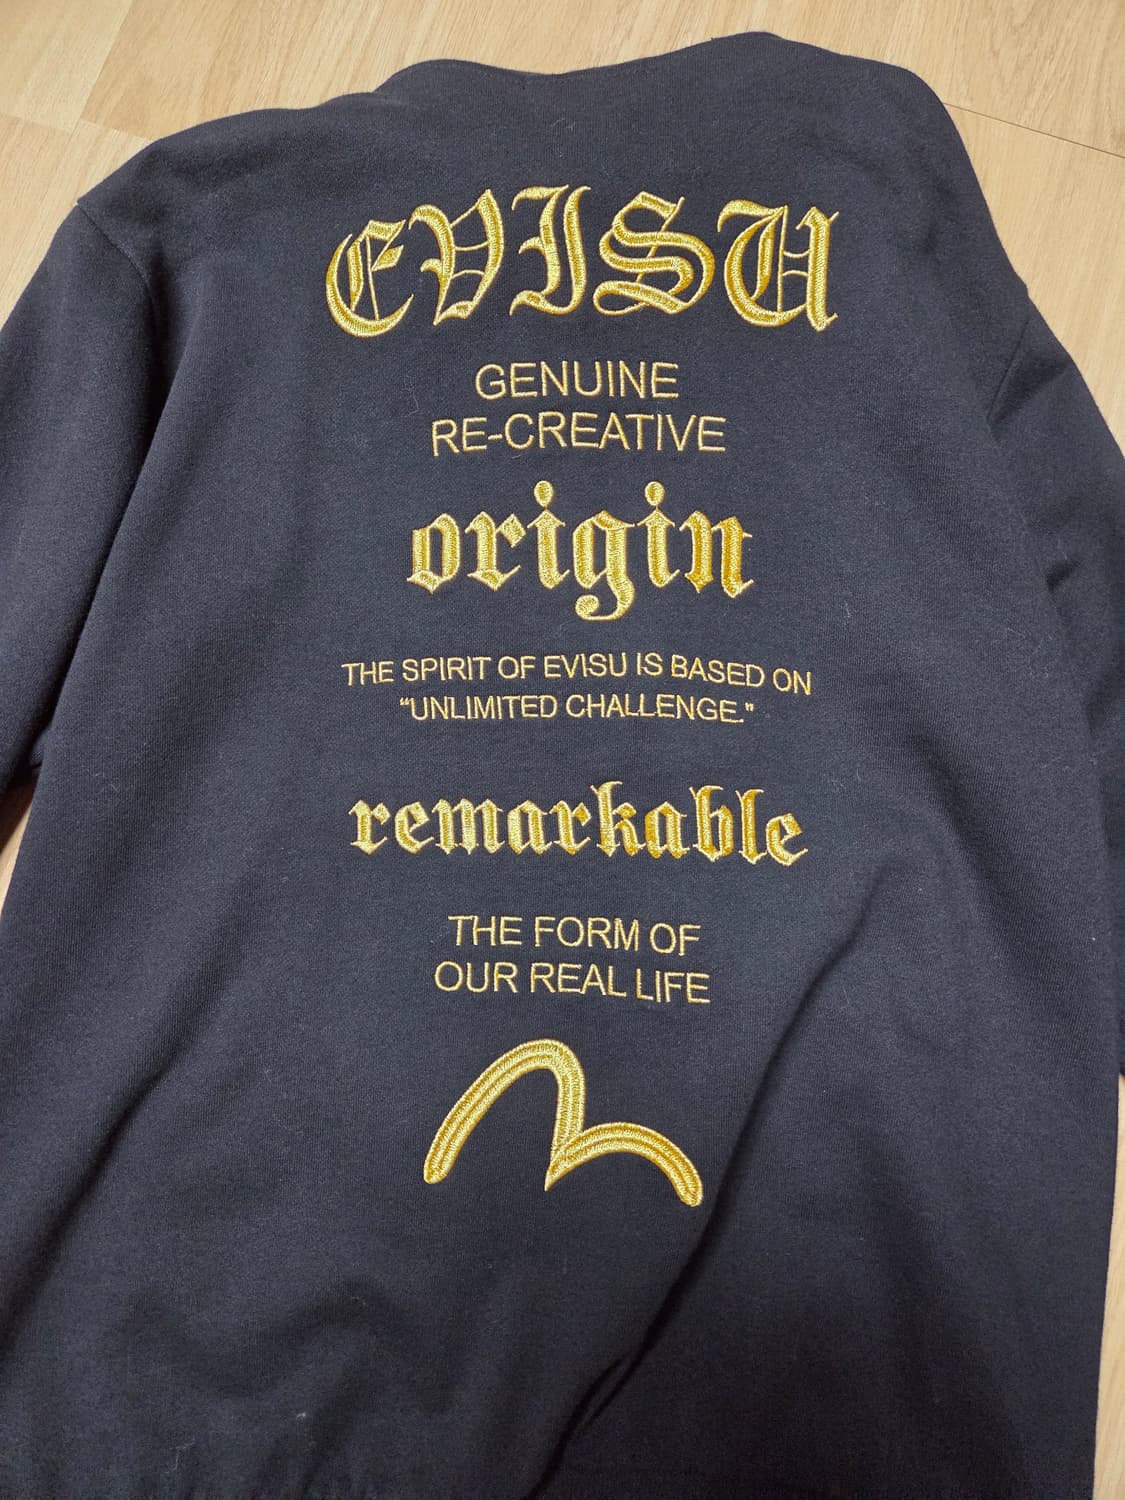 EVISU
GENUINE
RE-CREATIVE
origin
THE SPIRIT OF EVISU IS BASED ON
“UNLIMITED CHALLENGE.”
remarkable
THE FORM OF
OUR REAL LIFE